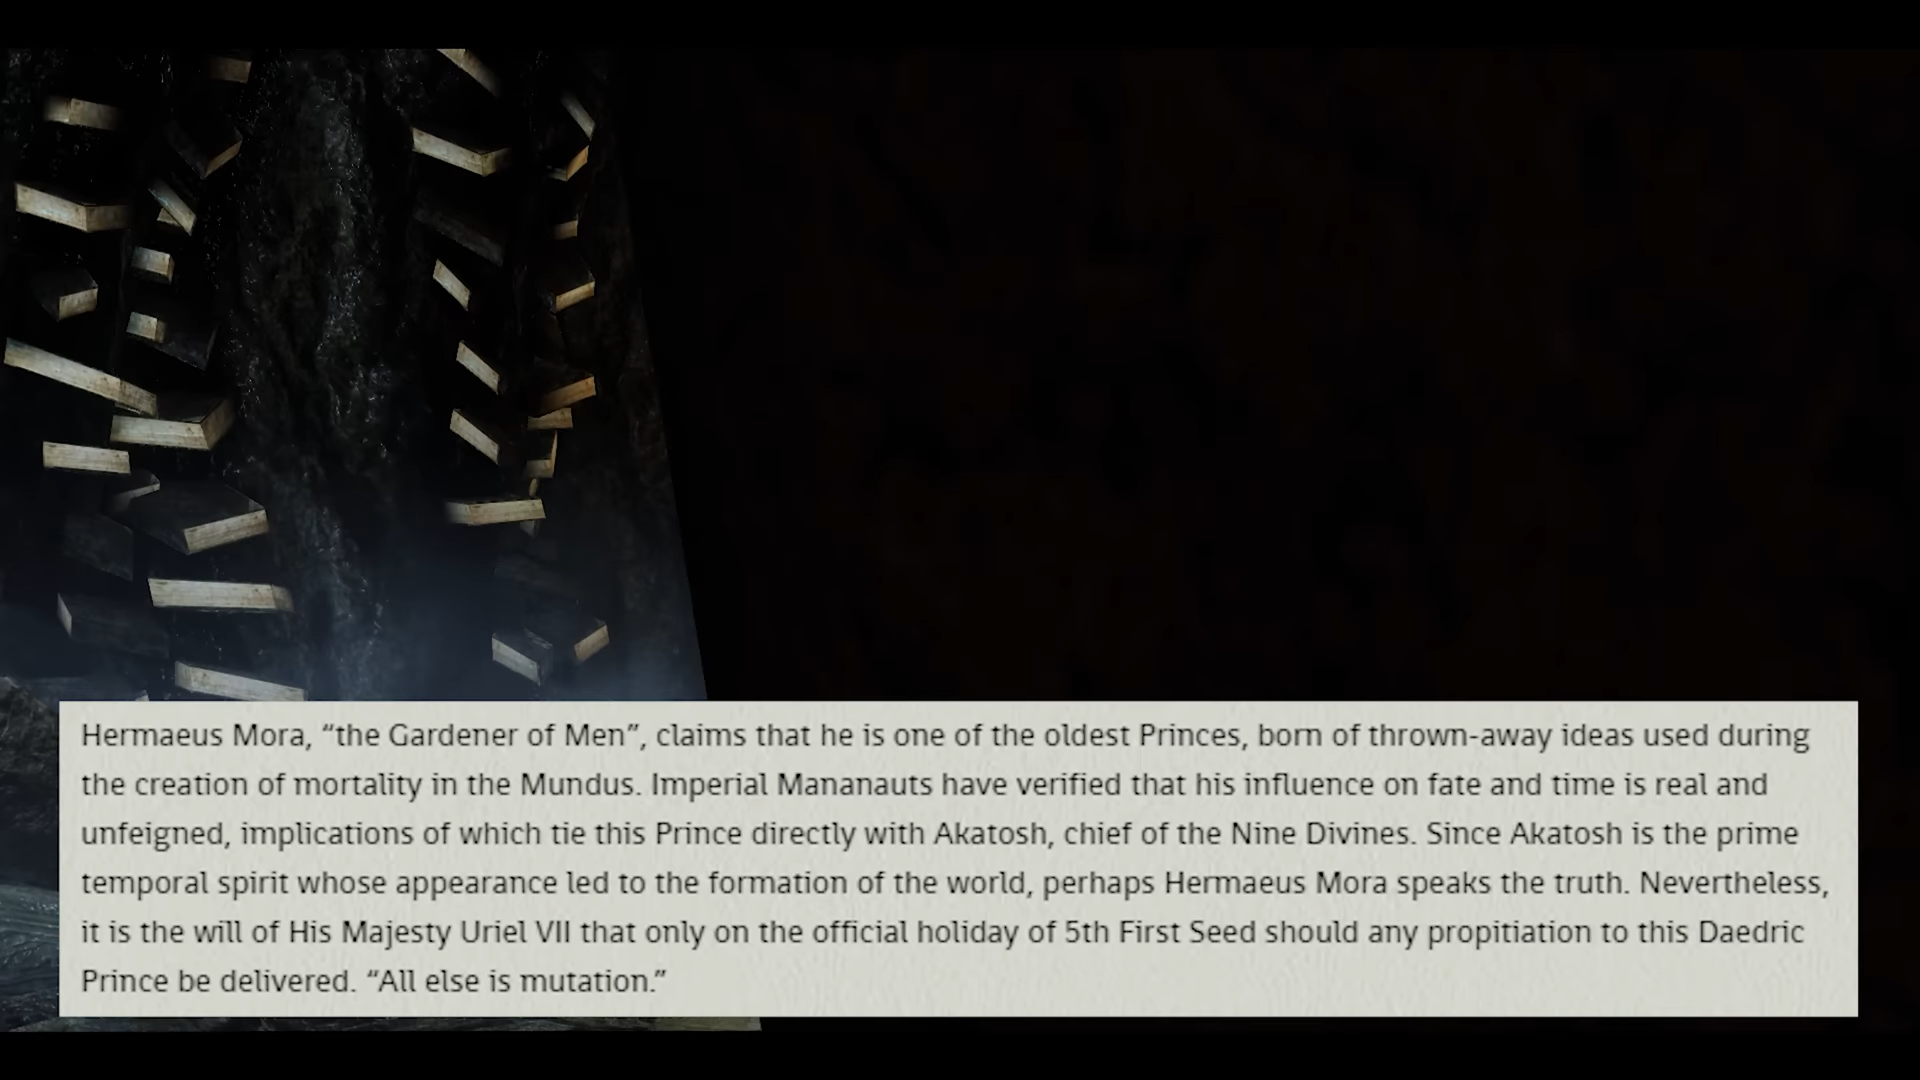 Hermaeus Mora, “the Gardener of Men”, claims that he is one of the oldest Princes, born of thrown-away ideas used during
the creation of mortality in the Mundus. Imperial Mananauts have verified that his influence on fate and time is real and
unfeigned, implications of which tie this Prince directly with Akatosh, chief of the Nine Divines. Since Akatosh is the prime
temporal spirit whose appearance led to the formation of the world, perhaps Hermaeus Mora speaks the truth. Nevertheless,
it is the will of His Majesty Uriel VII that only on the official holiday of 5th First Seed should any propitiation to this Daedric
Prince be delivered. “All else is mutation.”